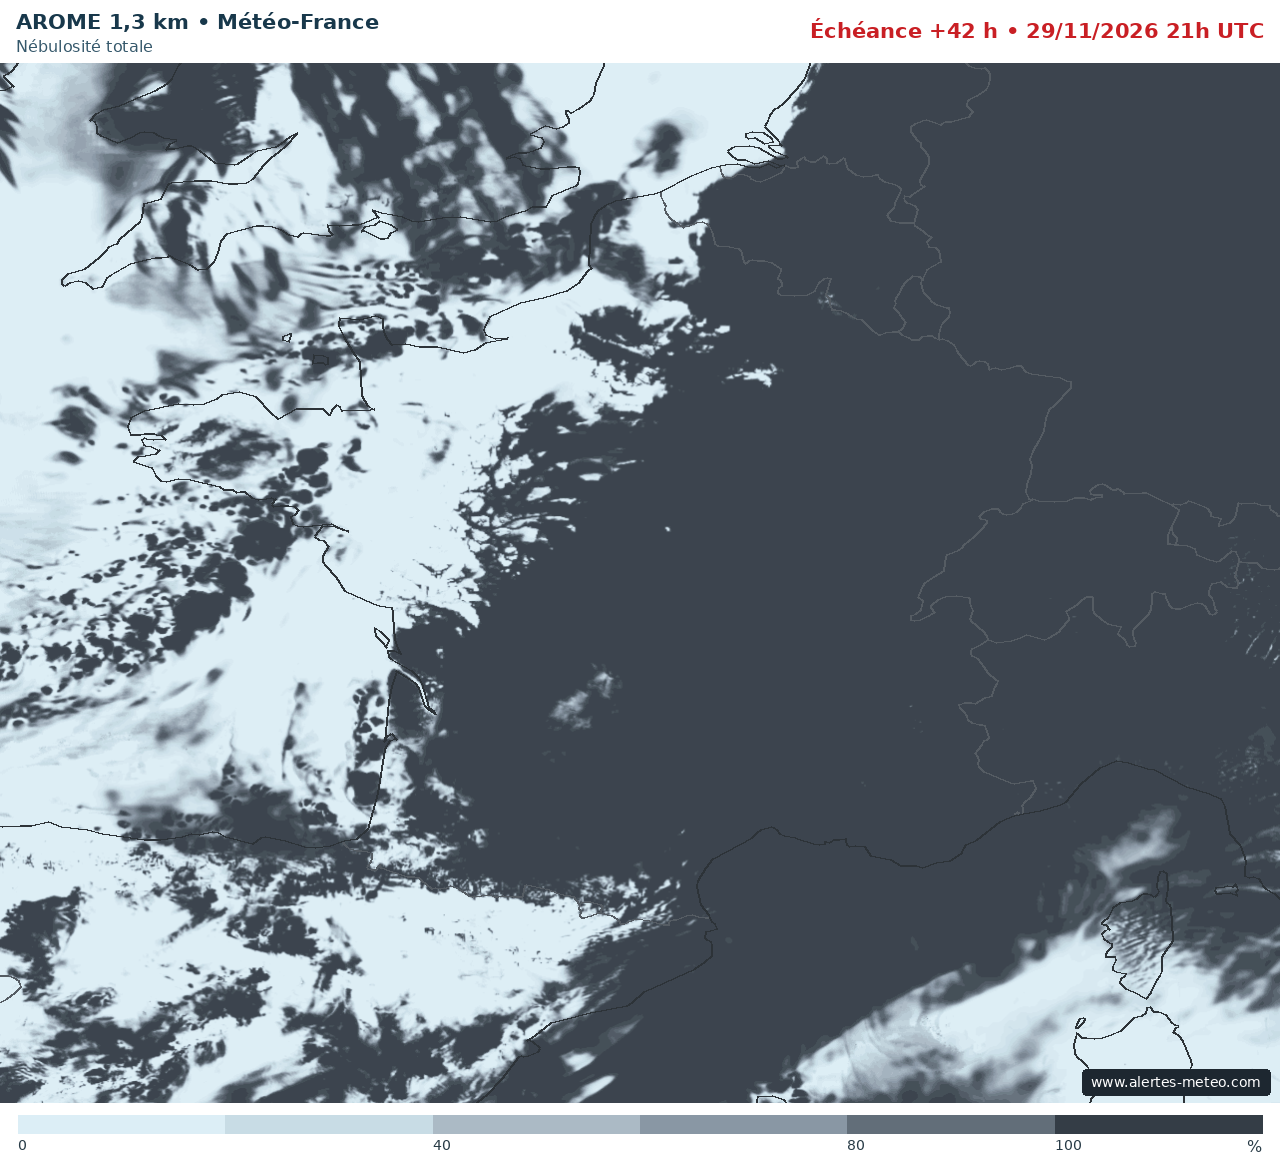 AROME 1,3 km • Météo-France
Nébulosité totale
Échéance +42 h • 29/11/2026 21h UTC
www.alertes-meteo.com
0 40 80 100 %